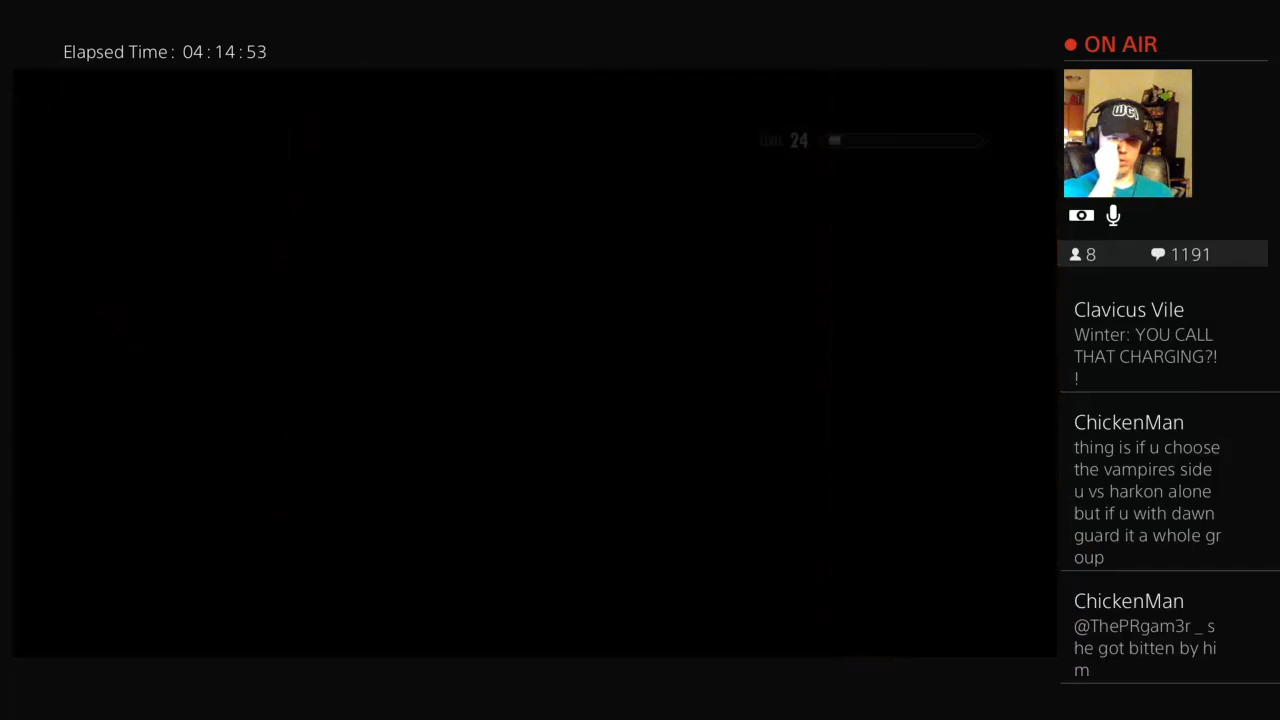 Elapsed Time: 04:14:53
ON AIR
LEVEL 24
8 1191
Clavicus Vile
Winter: YOU CALL
THAT CHARGING?!
!
ChickenMan
thing is if u choose
the vampires side
u vs harkon alone
but if u with dawn
guard it a whole gr
oup
ChickenMan
@ThePRgam3r_ s
he got bitten by hi
m